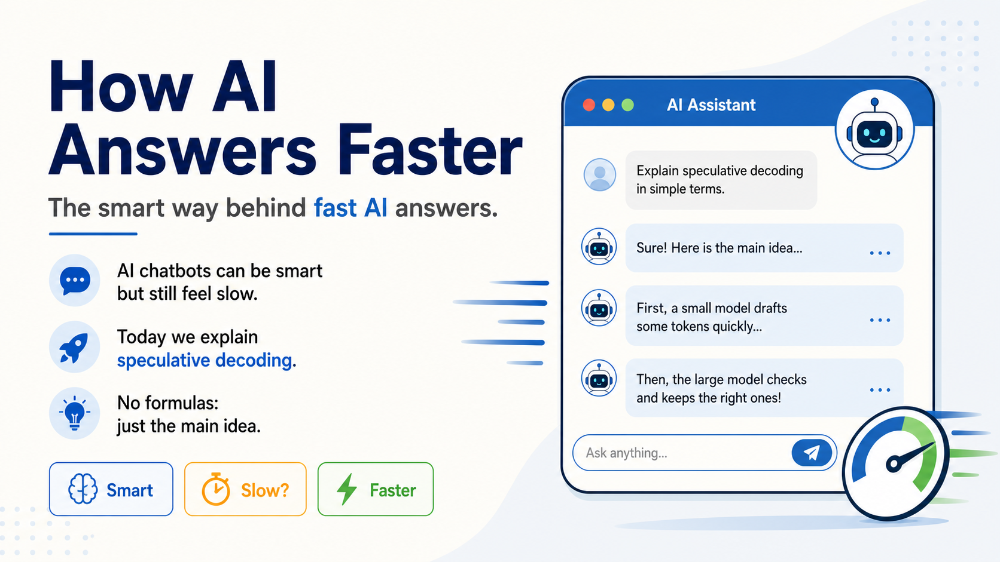 How AI
Answers Faster
The smart way behind fast AI answers.
AI chatbots can be smart
but still feel slow.
Today we explain
speculative decoding.
No formulas:
just the main idea.
Smart
Slow?
Faster
AI Assistant
Explain speculative decoding
in simple terms.
Sure! Here is the main idea...
First, a small model drafts
some tokens quickly...
Then, the large model checks
and keeps the right ones!
Ask anything...